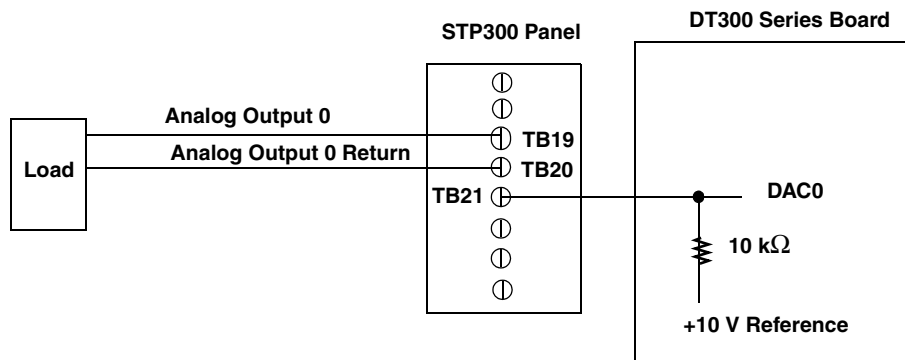 DT300 Series Board
STP300 Panel
Analog Output 0
TB19
Analog Output 0 Return
TB20
Load
TB21
DAC0
10 kΩ
+10 V Reference